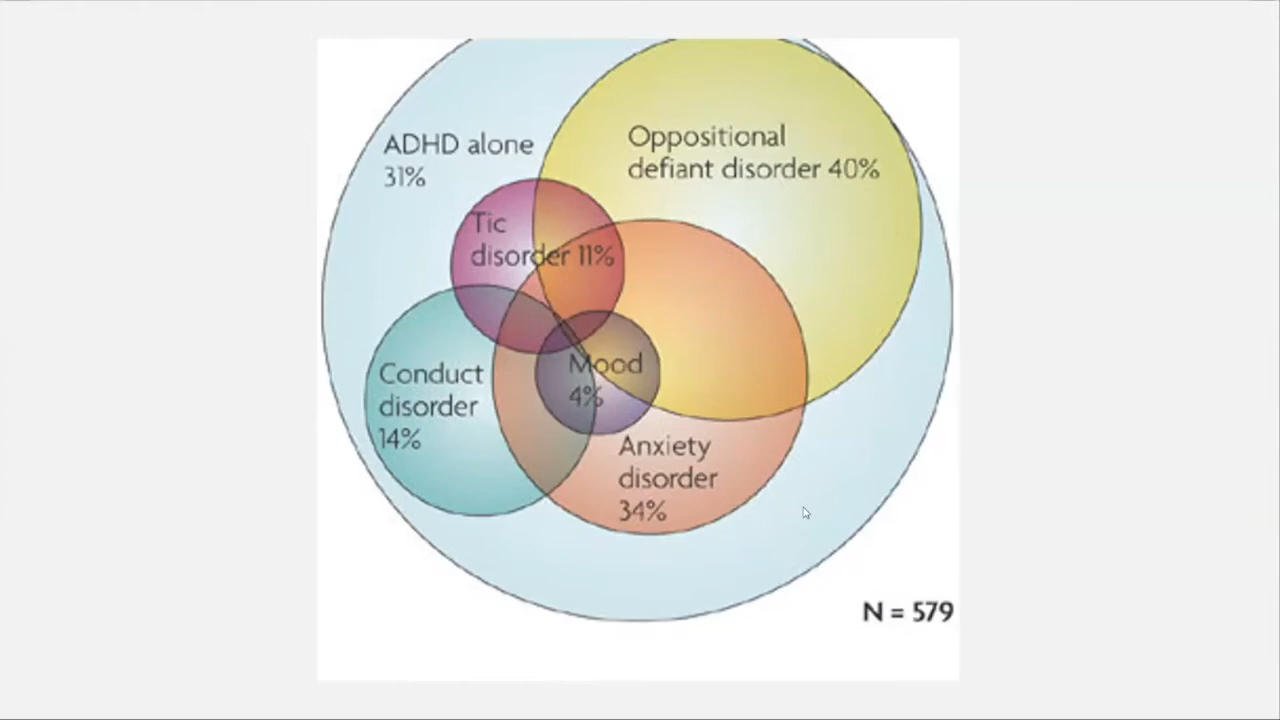 ADHD alone
31%
Oppositional
defiant disorder 40%
Tic
disorder 11%
Conduct
disorder
14%
Mood
4%
Anxiety
disorder
34%
N = 579